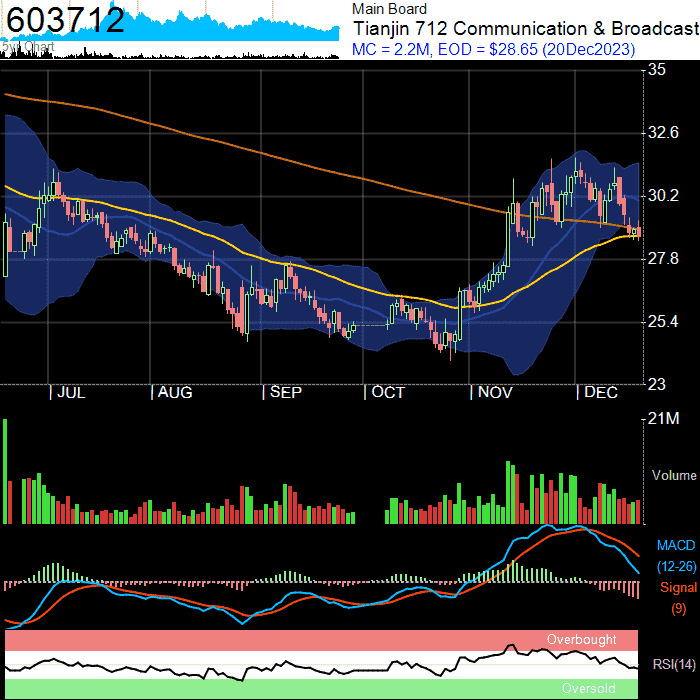 603712
5yr Chart
Main Board
Tianjin 712 Communication & Broadcast
MC = 2.2M, EOD = $28.65 (20Dec2023)
35
32.6
30.2
27.8
25.4
23
| JUL | AUG | SEP | OCT | NOV | DEC
21M
Volume
MACD
(12-26)
Signal
(9)
Overbought
RSI(14)
Oversold